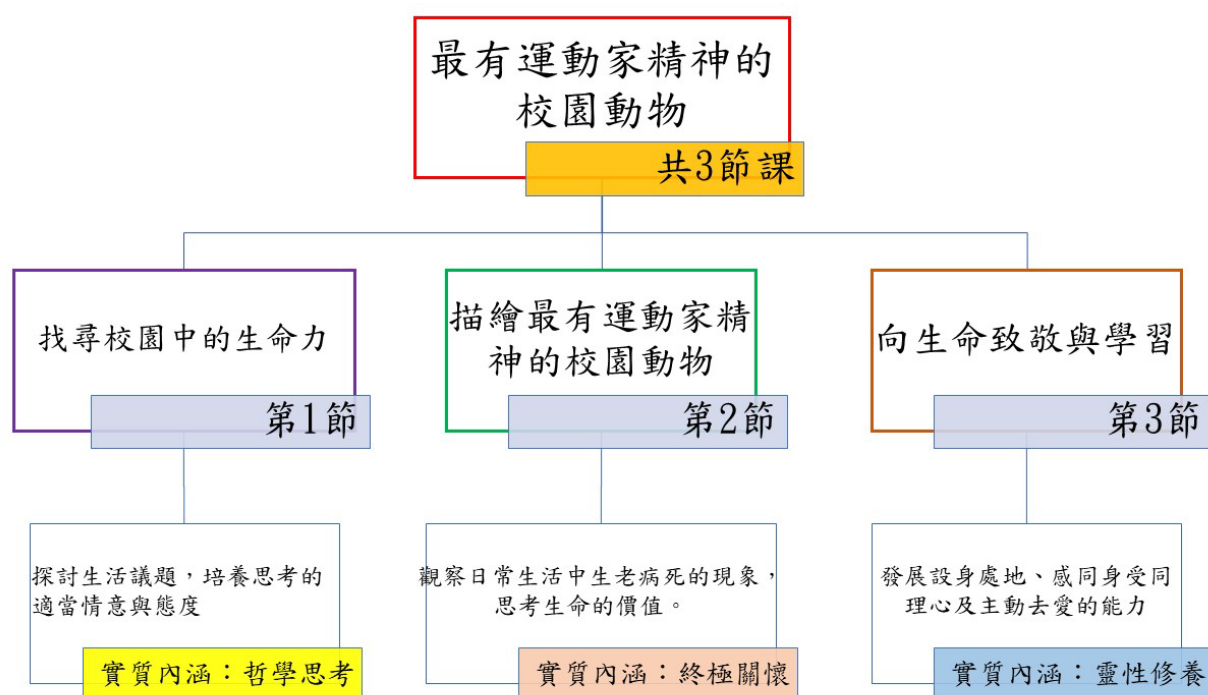 最有運動家精神的
校園動物
共3節課
找尋校園中的生命力
第1節
描繪最有運動家精
神的校園動物
第2節
向生命致敬與學習
第3節
探討生活議題，培養思考的
適當情意與態度
實質內涵：哲學思考
觀察日常生活中生老病死的現象，
思考生命的價值。
實質內涵：終極關懷
發展設身處地、感同身受同
理心及主動去愛的能力
實質內涵：靈性修養